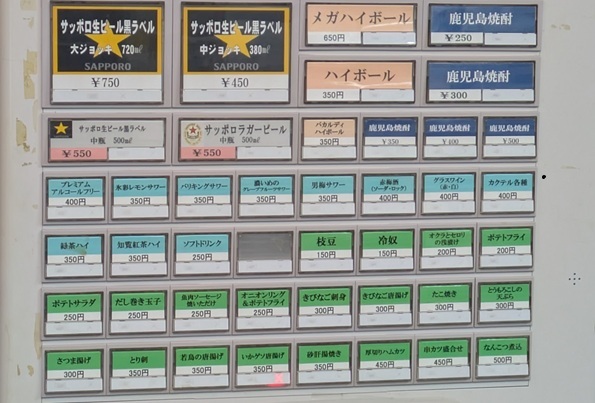 サッポロ生ビール黒ラベル
大ジョッキ 720㎖
SAPPORO
￥750
サッポロ生ビール黒ラベル
中ジョッキ 380㎖
SAPPORO
￥450
メガハイボール
650円
鹿児島焼酎
￥250
ハイボール
350円
鹿児島焼酎
￥300
サッポロ生ビール黒ラベル
中瓶 500㎖
￥550
サッポロラガービール
中瓶 500㎖
￥550
バカルディ
ハイボール
350円
鹿児島焼酎
￥350
鹿児島焼酎
￥400
鹿児島焼酎
￥500
プレミアム
アルコールフリー
400円
氷彩レモンサワー
350円
バリキングサワー
350円
濃いめの
グレープフルーツサワー
350円
男梅サワー
350円
赤梅酒
(ソーダ・ロック)
400円
グラスワイン
(赤・白)
400円
カクテル各種
400円
緑茶ハイ
350円
知覧紅茶ハイ
350円
ソフトドリンク
250円
枝豆
150円
冷奴
150円
オクラとセロリ
の浅漬け
200円
ポテトフライ
200円
ポテトサラダ
250円
だし巻き玉子
250円
魚肉ソーセージ
焼いただけ
250円
オニオンリング
&ポテトフライ
250円
きびなご刺身
300円
きびなご唐揚げ
300円
たこ焼き
300円
とうもろこしの
天ぷら
300円
さつま揚げ
300円
とり刺
350円
若鳥の唐揚げ
350円
いかゲソ唐揚げ
350円
砂肝揚焼き
350円
厚切りハムカツ
450円
串カツ盛合せ
450円
なんこつ煮込
500円